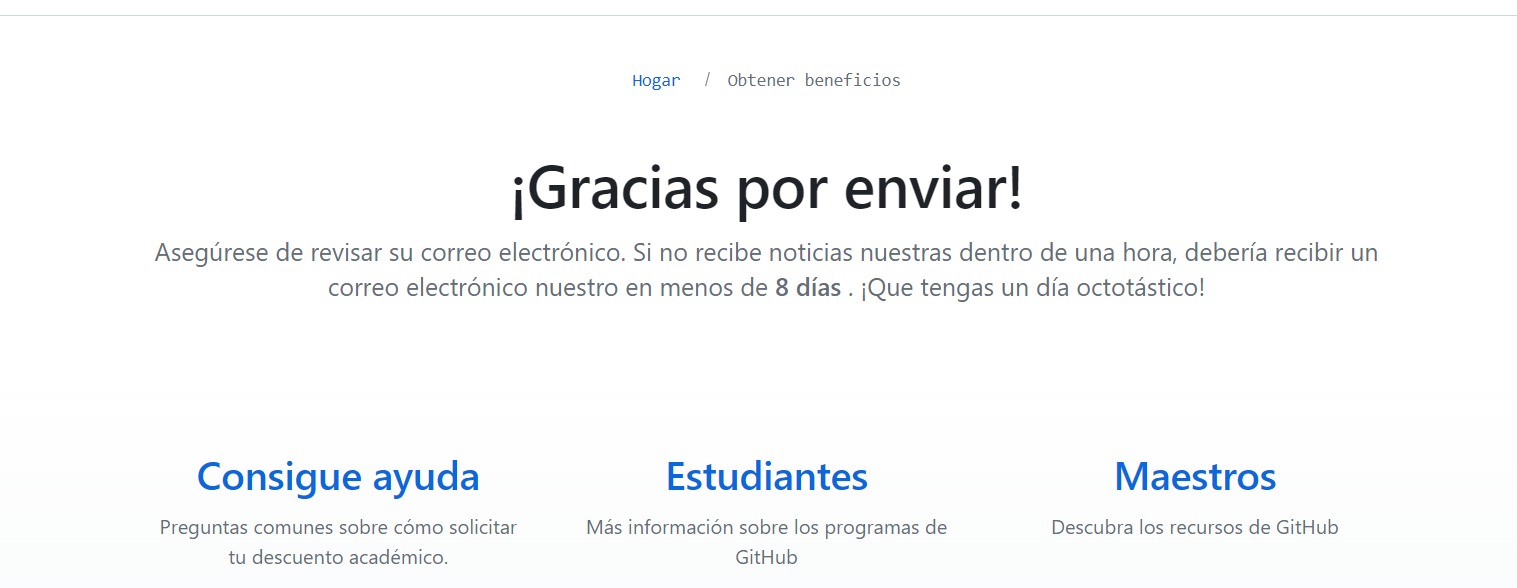 Hogar / Obtener beneficios
¡Gracias por enviar!
Asegúrese de revisar su correo electrónico. Si no recibe noticias nuestras dentro de una hora, debería recibir un
correo electrónico nuestro en menos de 8 días . ¡Que tengas un día octotástico!
Consigue ayuda
Preguntas comunes sobre cómo solicitar
tu descuento académico.
Estudiantes
Más información sobre los programas de
GitHub
Maestros
Descubra los recursos de GitHub